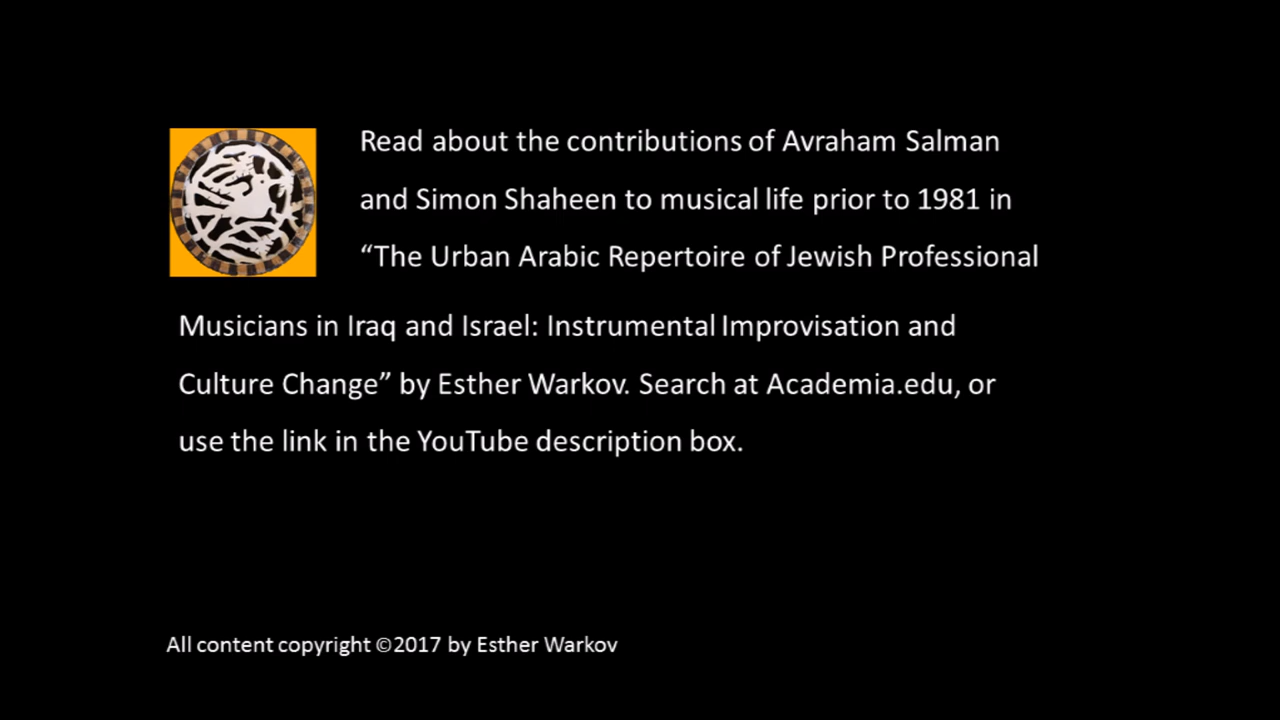 Read about the contributions of Avraham Salman
and Simon Shaheen to musical life prior to 1981 in
“The Urban Arabic Repertoire of Jewish Professional
Musicians in Iraq and Israel: Instrumental Improvisation and
Culture Change” by Esther Warkov. Search at Academia.edu, or
use the link in the YouTube description box.
All content copyright ©2017 by Esther Warkov